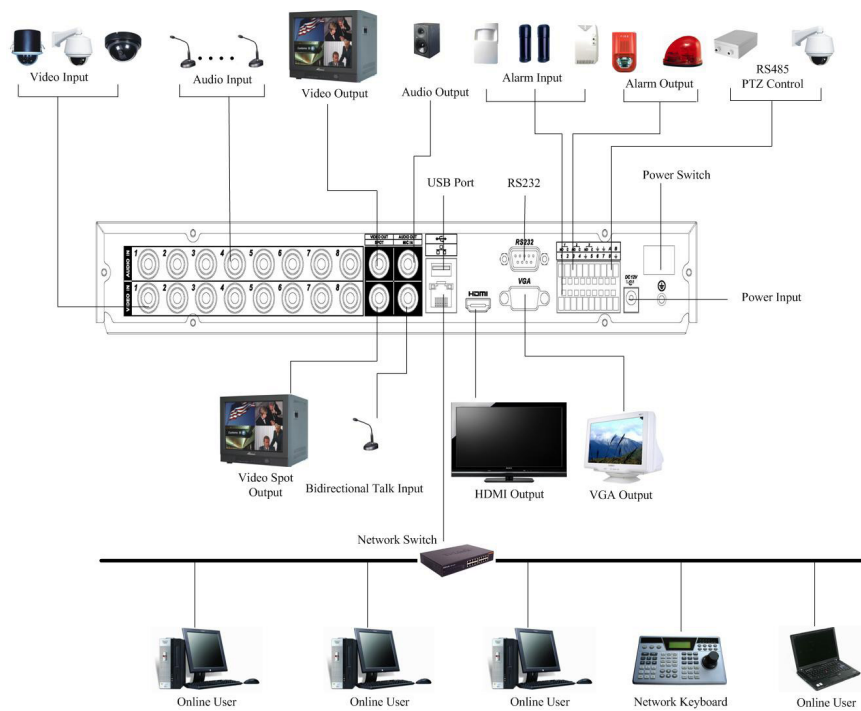 Video Input
Audio Input
Video Output
Audio Output
Alarm Input
Alarm Output
RS485
PTZ Control
USB Port
RS232
Power Switch
VIDEO OUT
AUDIO OUT
SPOT
MIC IN
AUDIO IN
1 2 3 4 5 6 7 8
RS232
VIDEO IN
1 2 3 4 5 6 7 8
HDMI
VGA
DC12V
Power Input
Video Spot
Output
Bidirectional Talk Input
HDMI Output
VGA Output
Network Switch
Online User
Online User
Online User
Network Keyboard
Online User